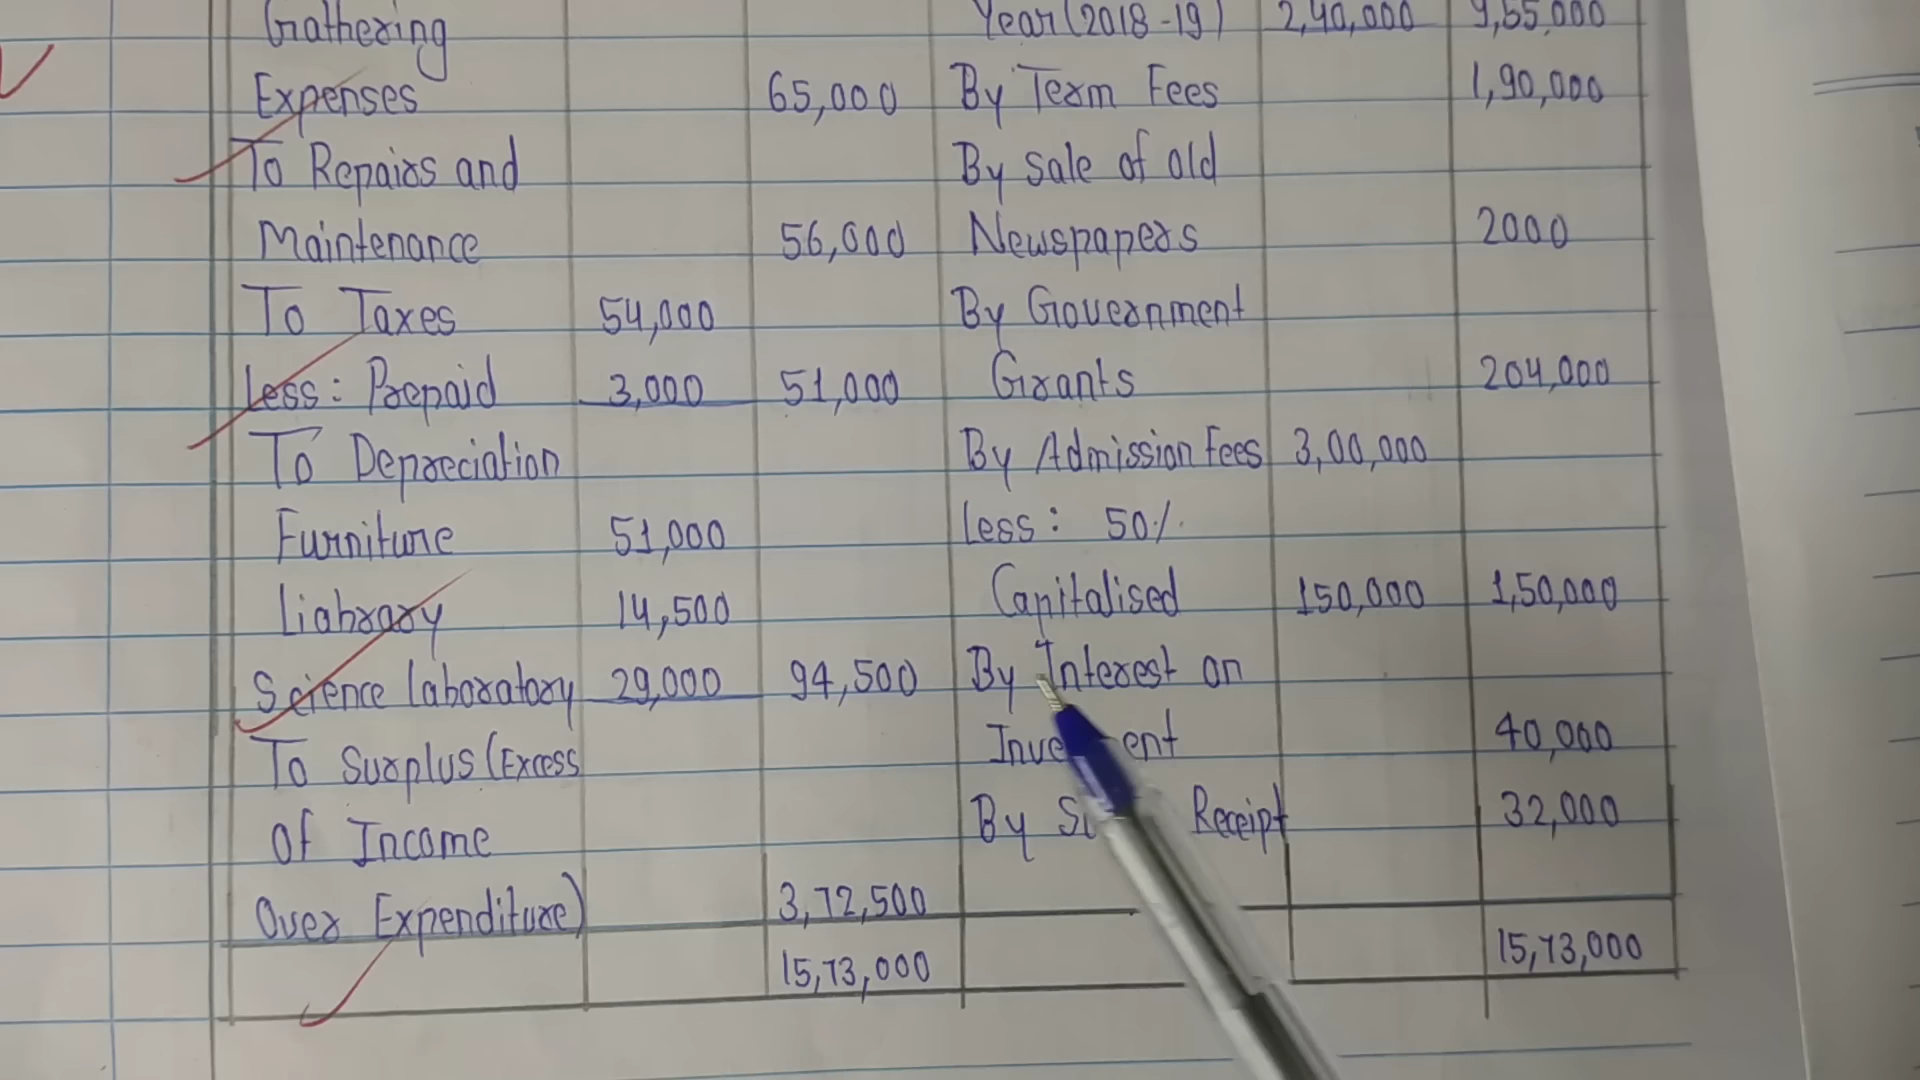 Gathering Year (2018-19) 2,40,000 9,55,000
Expenses 65,000 By Term Fees 1,90,000
To Repairs and By sale of old
Maintenance 56,000 Newspapers 2000
To Taxes 54,000 By Government
Less: Prepaid 3,000 51,000 Grants 204,000
To Depreciation By Admission Fees 3,00,000
Furniture 51,000 Less: 50%
Liabrary 14,500 Capitalised 150,000 1,50,000
Science laboratory 29,000 94,500 By Interest on
To Surplus (Excess 40,000
Of Income By Receipt 32,000
Over Expenditure) 3,72,500
15,73,000 15,73,000